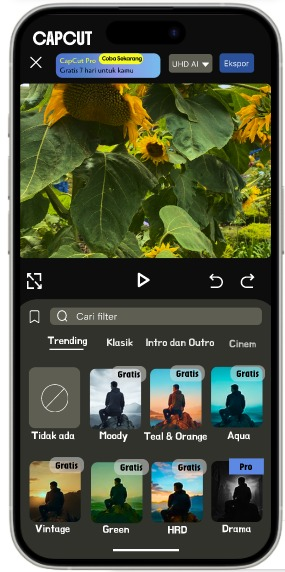 CAPCUT
CapCut Pro Coba Sekarang
Gratis 7 hari untuk kamu
UHD AI
Ekspor
Cari filter
Trending Klasik Intro dan Outro Cinem
Gratis Gratis Gratis
Tidak ada Moody Teal & Orange Aqua
Gratis Gratis Gratis Pro
Vintage Green HRD Drama